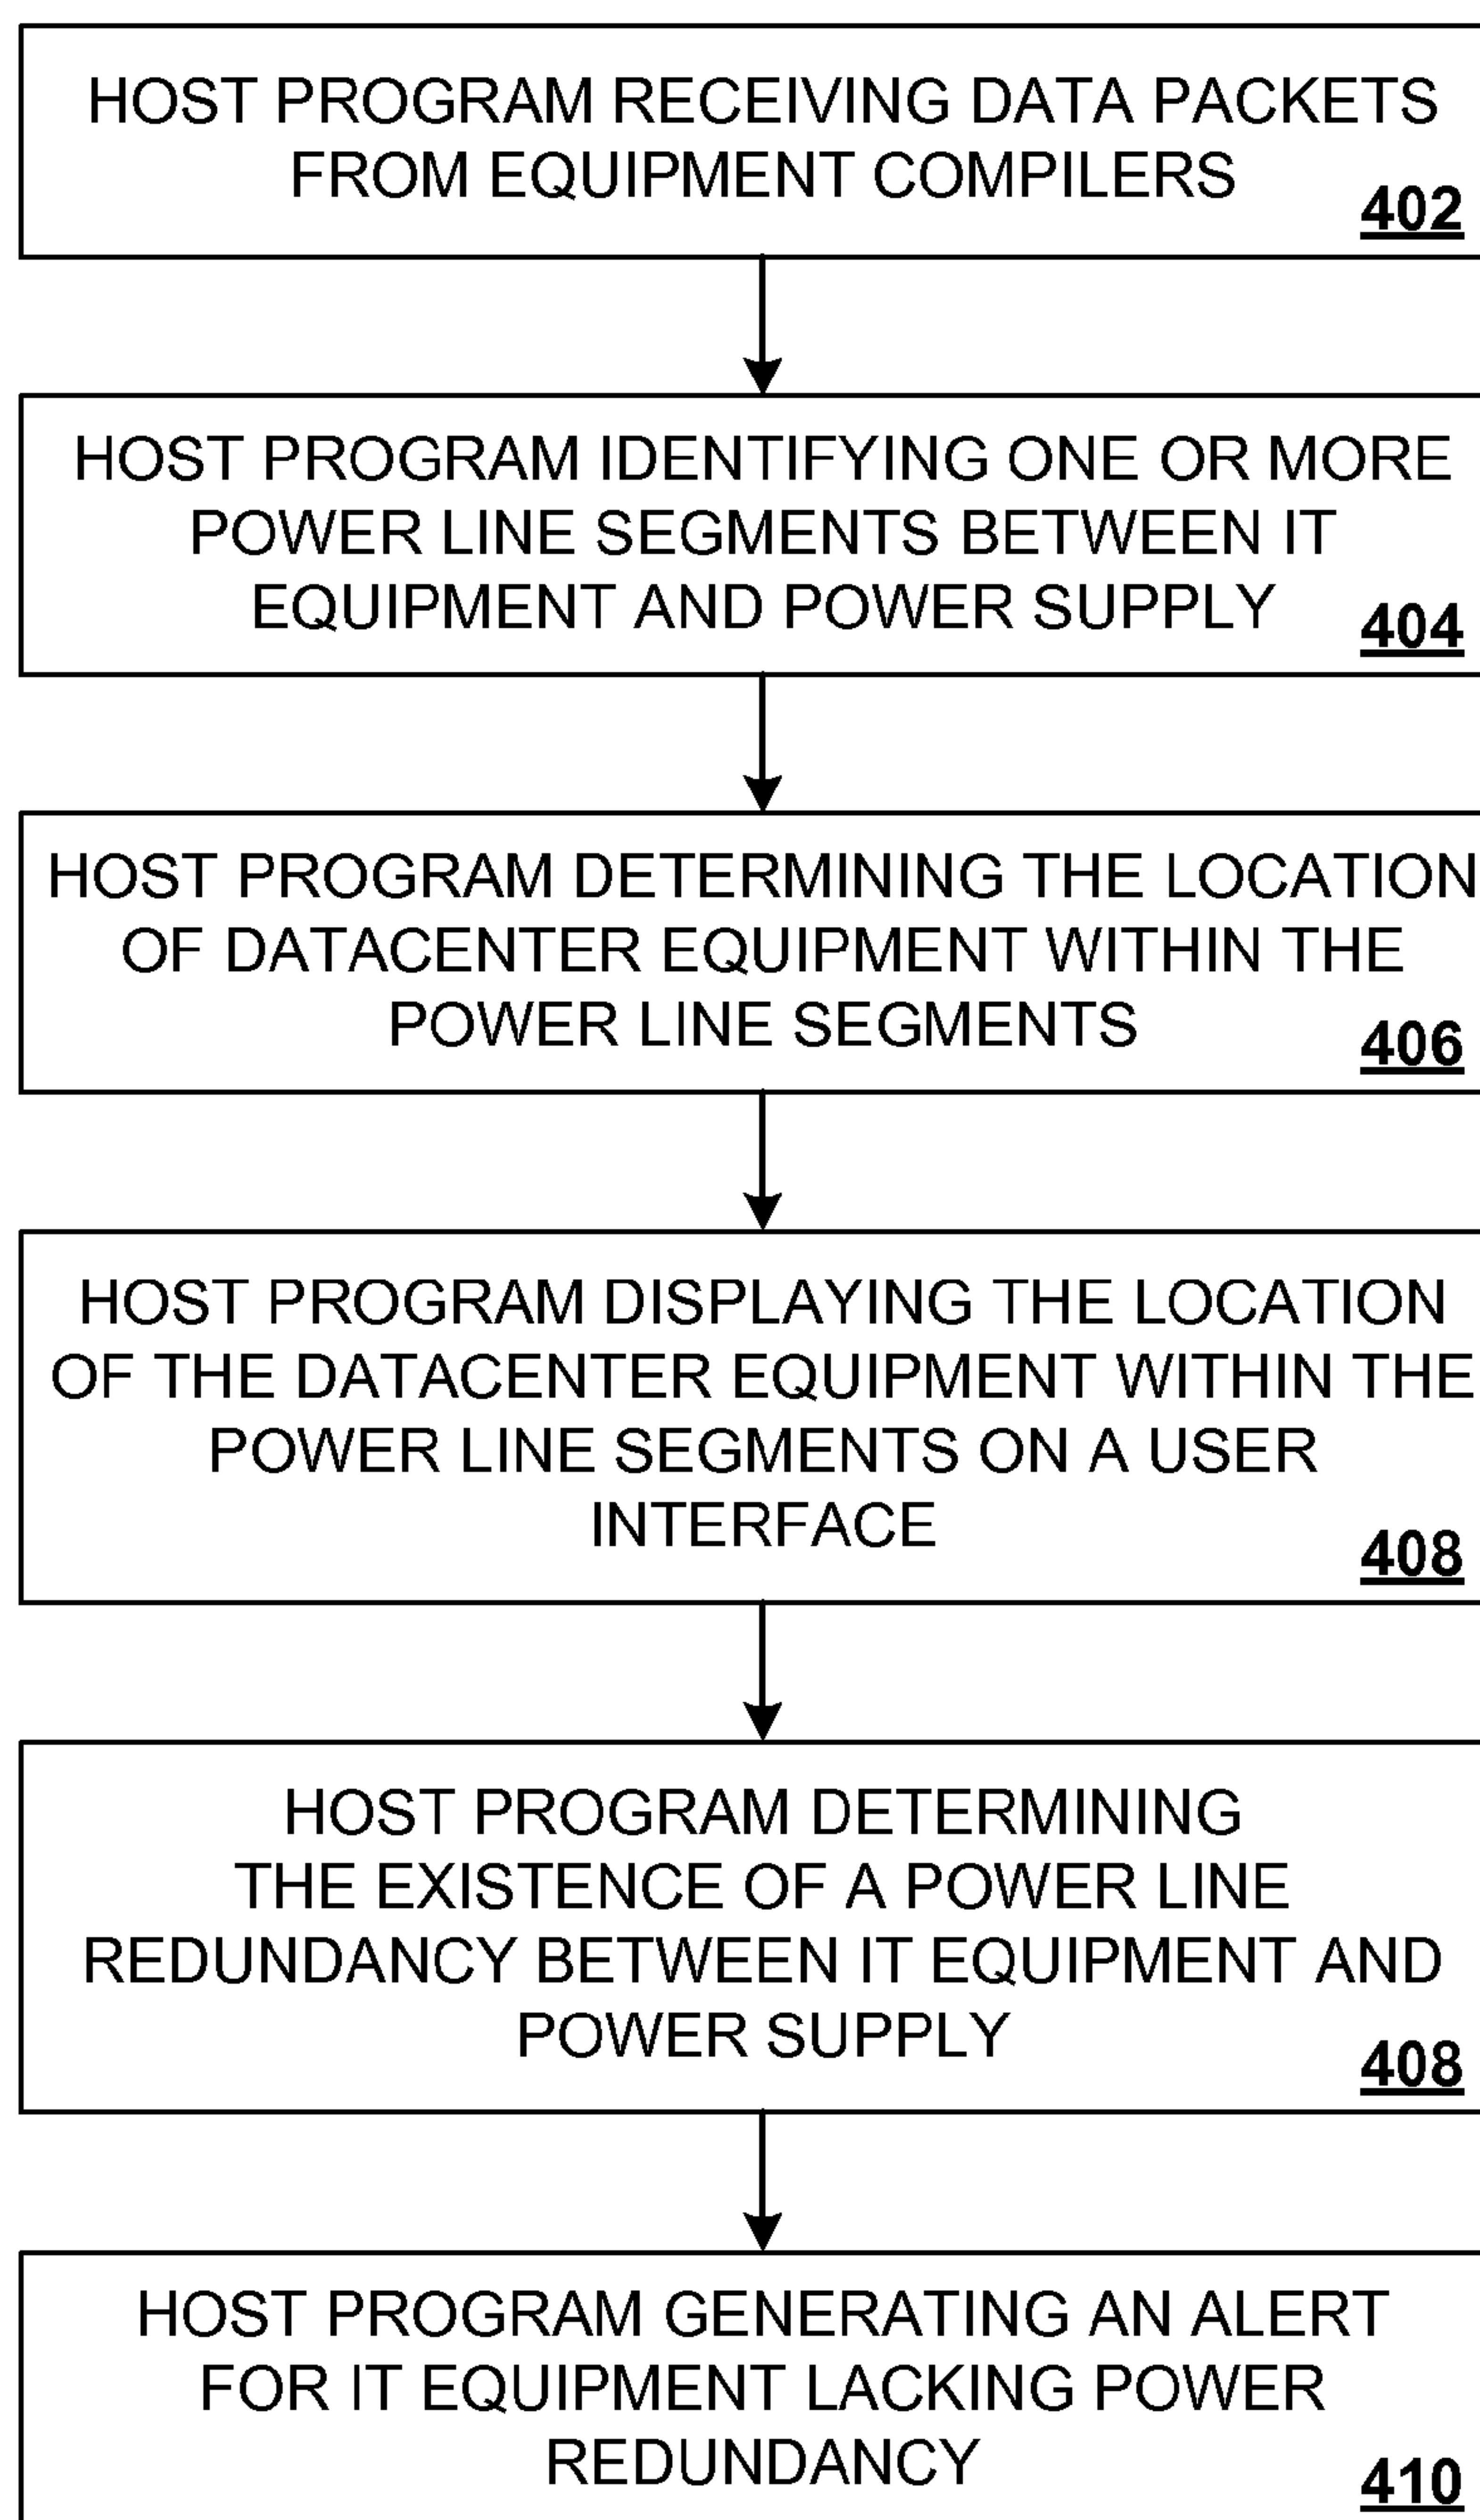 HOST PROGRAM RECEIVING DATA PACKETS
FROM EQUIPMENT COMPILERS
402
HOST PROGRAM IDENTIFYING ONE OR MORE
POWER LINE SEGMENTS BETWEEN IT
EQUIPMENT AND POWER SUPPLY
404
HOST PROGRAM DETERMINING THE LOCATION
OF DATACENTER EQUIPMENT WITHIN THE
POWER LINE SEGMENTS
406
HOST PROGRAM DISPLAYING THE LOCATION
OF THE DATACENTER EQUIPMENT WITHIN THE
POWER LINE SEGMENTS ON A USER
INTERFACE
408
HOST PROGRAM DETERMINING
THE EXISTENCE OF A POWER LINE
REDUNDANCY BETWEEN IT EQUIPMENT AND
POWER SUPPLY
408
HOST PROGRAM GENERATING AN ALERT
FOR IT EQUIPMENT LACKING POWER
REDUNDANCY
410